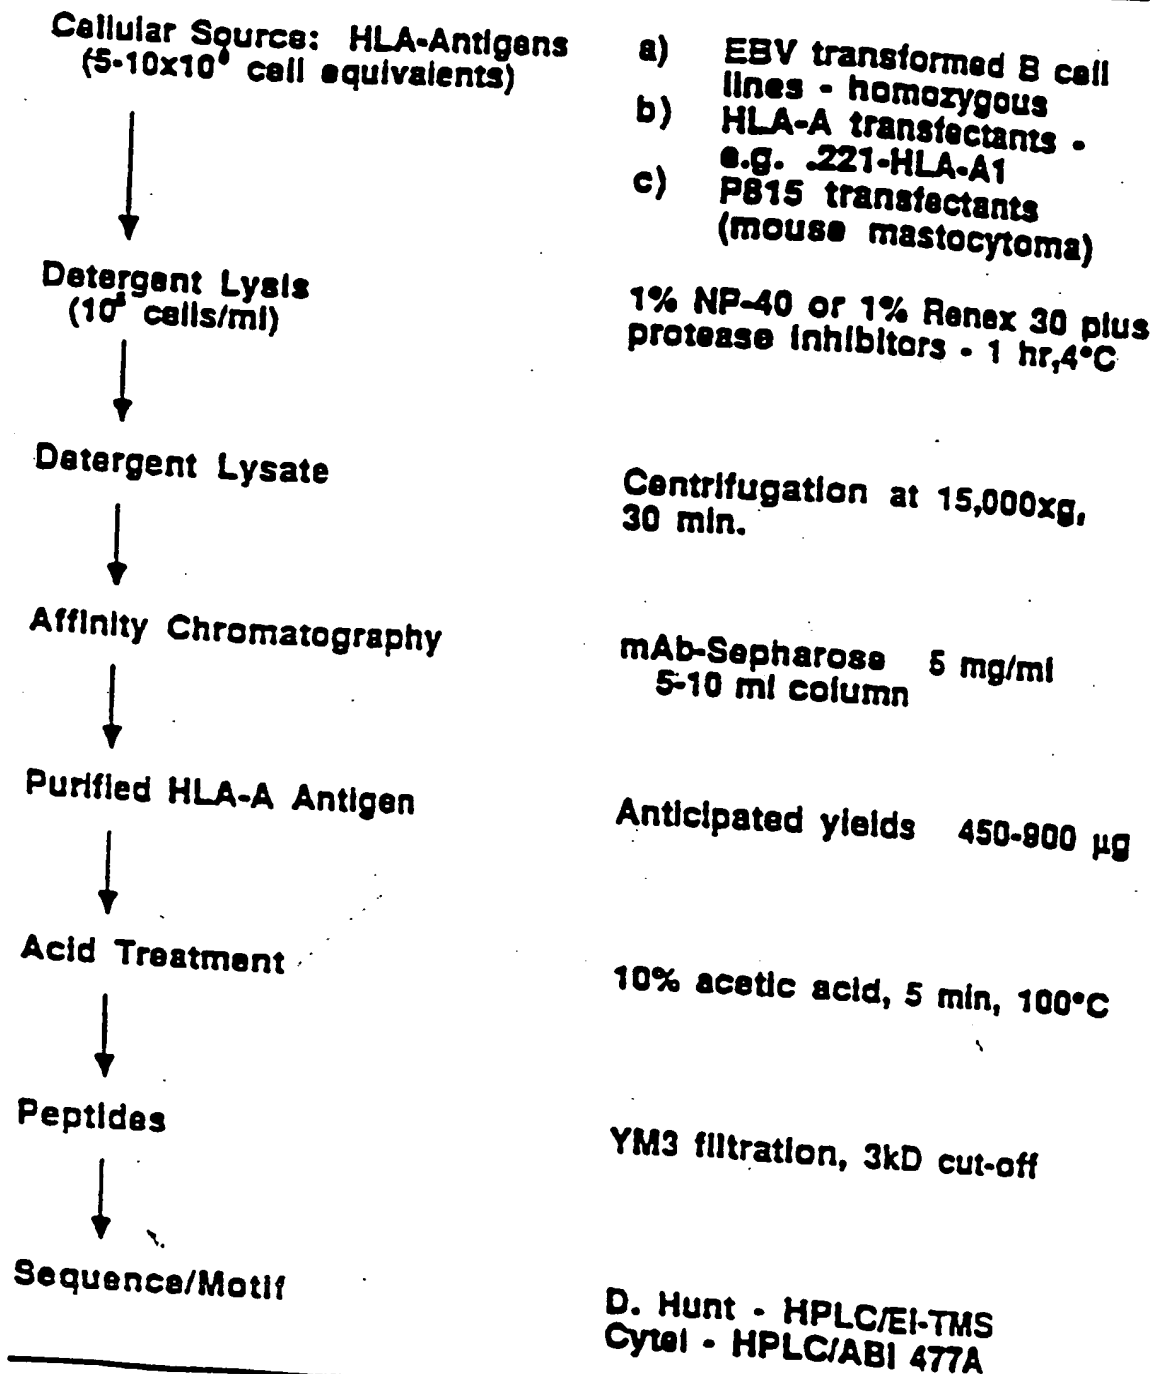 Cellular Source: HLA-Antigens
(5-10x10⁹ cell equivalents)
a) EBV transformed B cell
lines - homozygous
b) HLA-A transfectants -
e.g. .221-HLA-A1
c) P815 transfectants
(mouse mastocytoma)
Detergent Lysis
(10⁸ cells/ml)
1% NP-40 or 1% Renex 30 plus
protease inhibitors - 1 hr,4°C
Detergent Lysate
Centrifugation at 15,000xg,
30 min.
Affinity Chromatography
mAb-Sepharose 5 mg/ml
5-10 ml column
Purified HLA-A Antigen
Anticipated yields 450-900 µg
Acid Treatment
10% acetic acid, 5 min, 100°C
Peptides
YM3 filtration, 3kD cut-off
Sequence/Motif
D. Hunt - HPLC/EI-TMS
Cytel - HPLC/ABI 477A